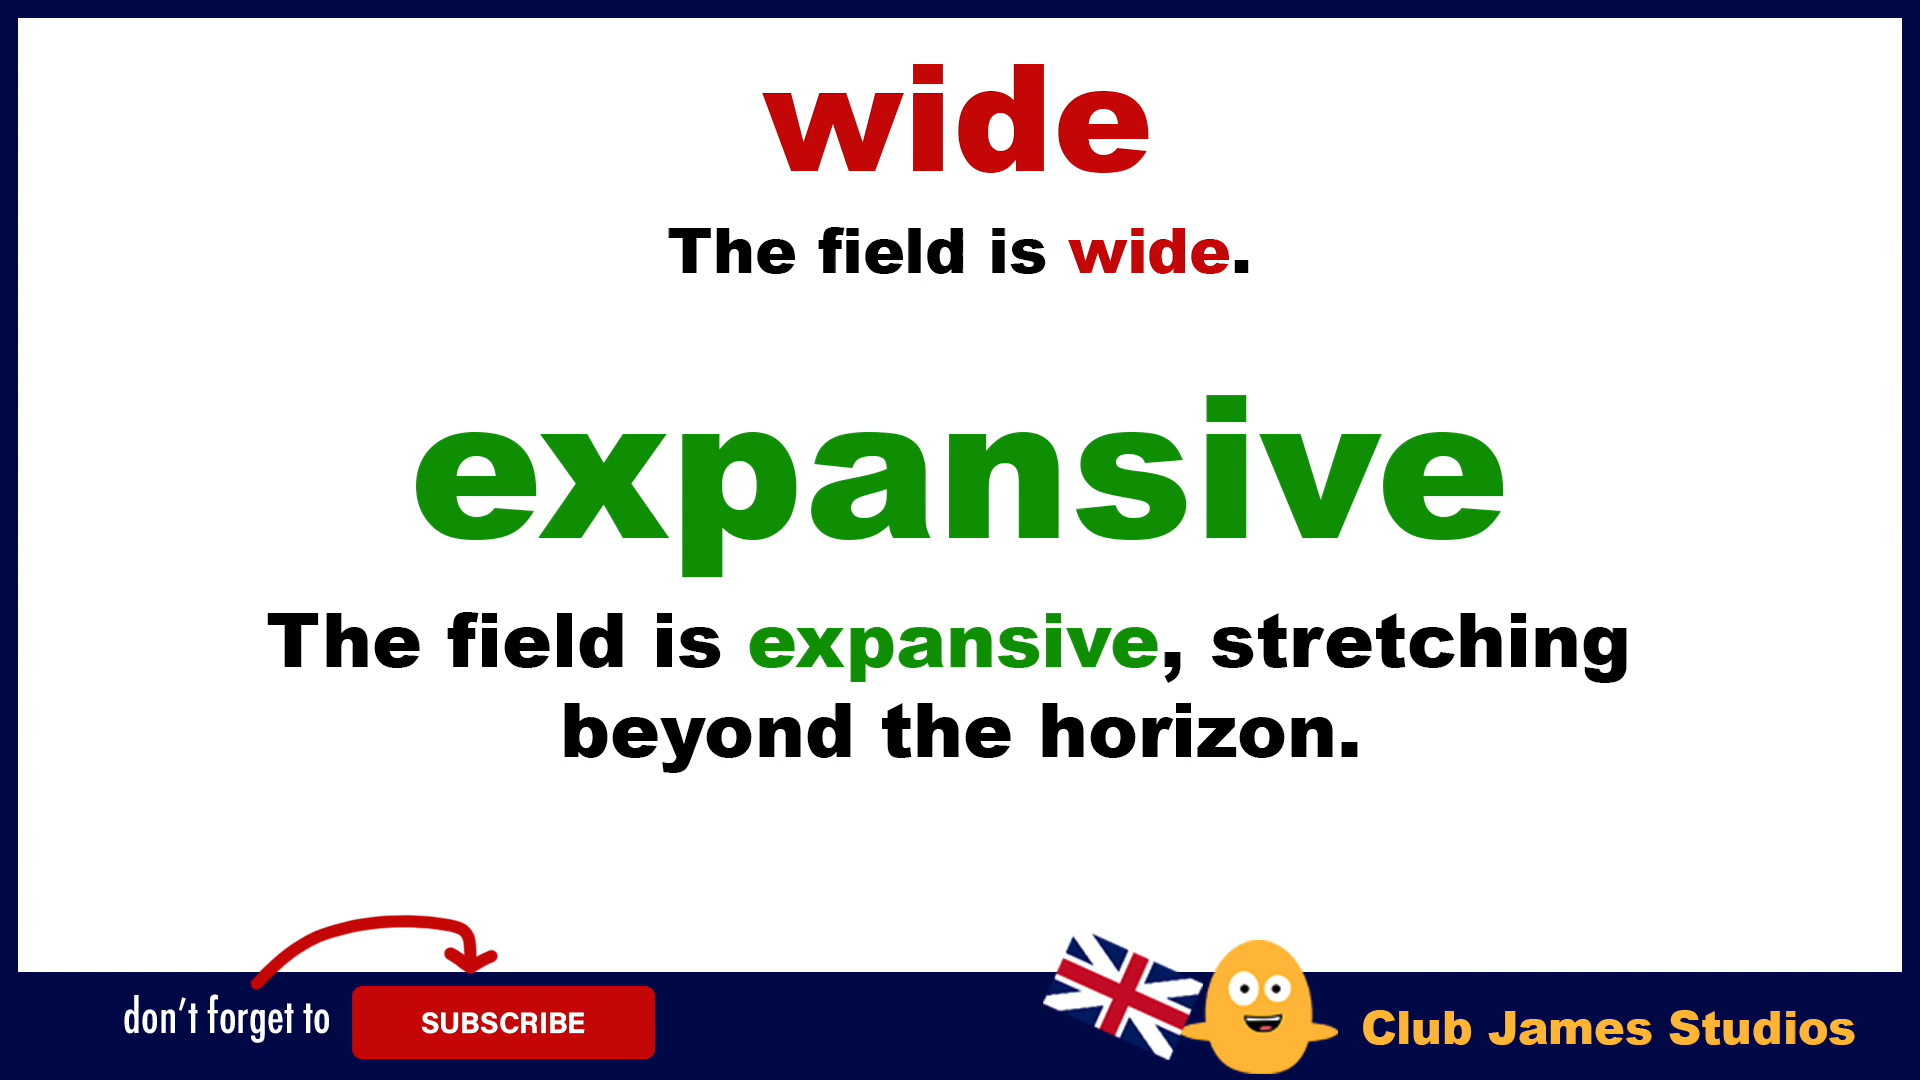 wide
The field is wide.
expansive
The field is expansive, stretching
beyond the horizon.
don't forget to
SUBSCRIBE
Club James Studios